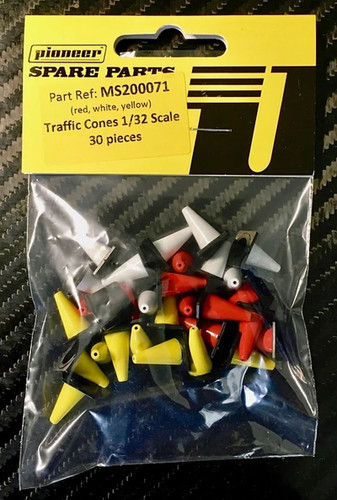 pioneer
SPARE PARTS
Part Ref: MS200071
(red, white, yellow)
Traffic Cones 1/32 Scale
30 pieces